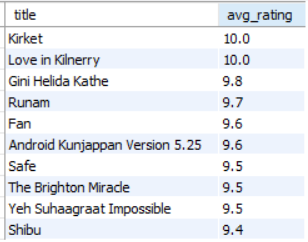 title avg_rating
Kirket 10.0
Love in Kilnerry 10.0
Gini Helida Kathe 9.8
Runam 9.7
Fan 9.6
Android Kunjappan Version 5.25 9.6
Safe 9.5
The Brighton Miracle 9.5
Yeh Suhaagraat Impossible 9.5
Shibu 9.4